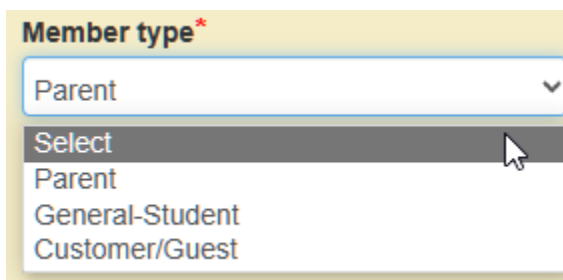 Member type*
Parent
Select
Parent
General-Student
Customer/Guest